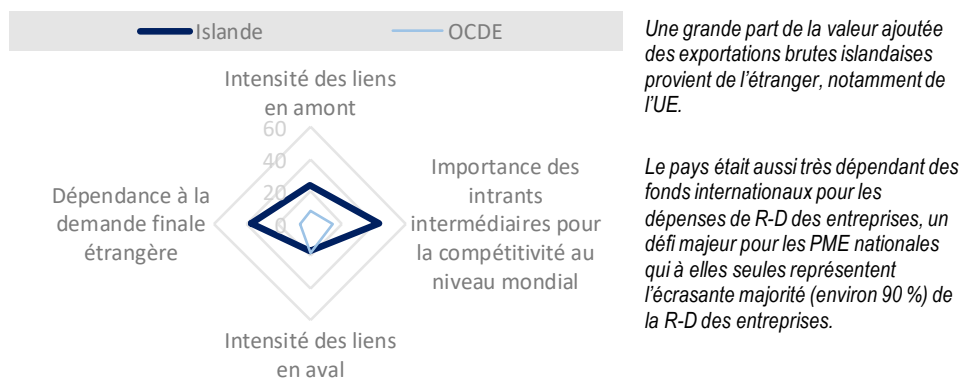 Islande
OCDE
Intensité des liens
en amont
60
40
20
0
Dépendance à la
demande finale
étrangère
Importance des
intrants
intermédiaires pour
la compétitivité au
niveau mondial
Intensité des liens
en aval
Une grande part de la valeur ajoutée
des exportations brutes islandaises
provient de l’étranger, notamment de
l’UE.
Le pays était aussi très dépendant des
fonds internationaux pour les
dépenses de R-D des entreprises, un
défi majeur pour les PME nationales
qui à elles seules représentent
l’écrasante majorité (environ 90 %) de
la R-D des entreprises.